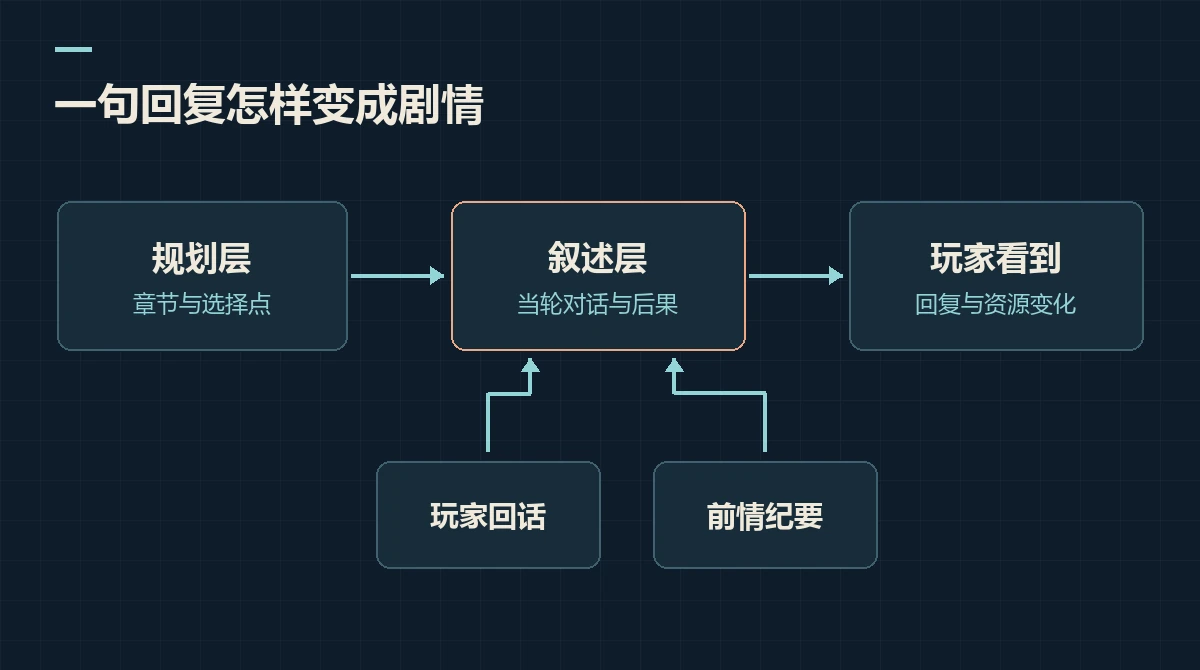 一句回复怎样变成剧情
规划层
章节与选择点
叙述层
当轮对话与后果
玩家看到
回复与资源变化
玩家回话
前情纪要